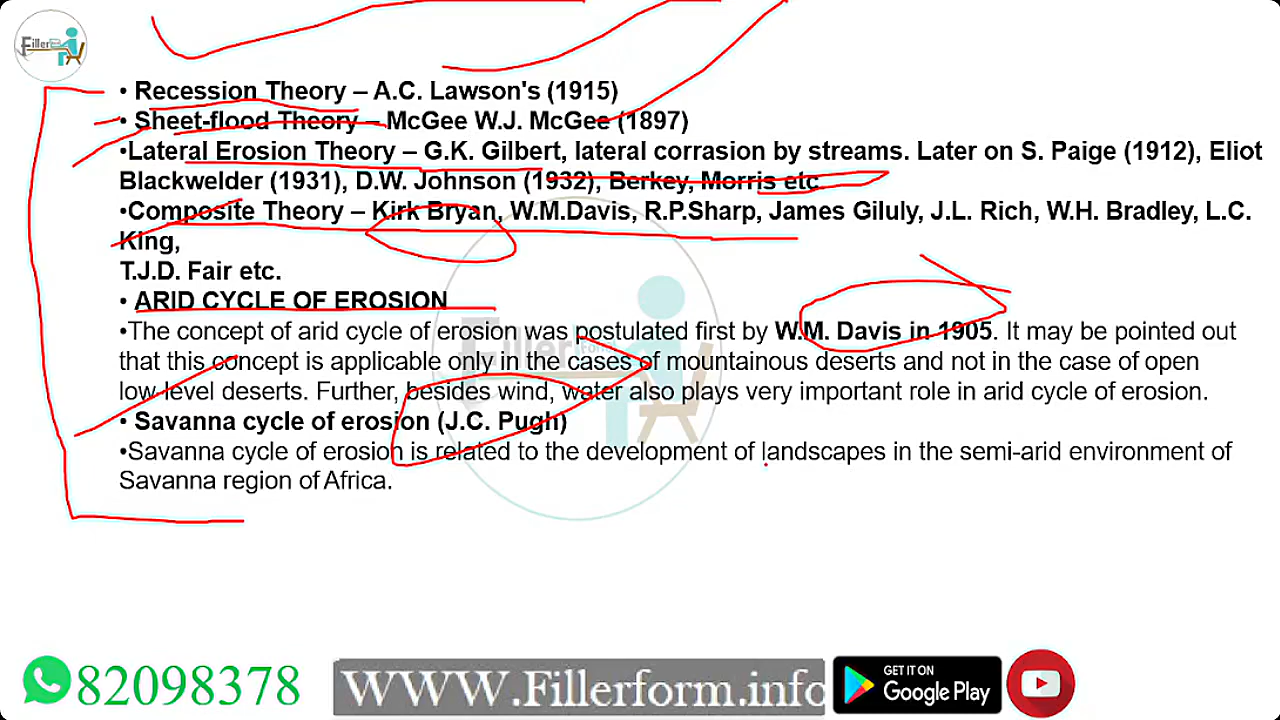 Fillerform
• Recession Theory – A.C. Lawson's (1915)
• Sheet-flood Theory – McGee W.J. McGee (1897)
•Lateral Erosion Theory – G.K. Gilbert, lateral corrasion by streams. Later on S. Paige (1912), Eliot
Blackwelder (1931), D.W. Johnson (1932), Berkey, Morris etc
•Composite Theory – Kirk Bryan, W.M.Davis, R.P.Sharp, James Giluly, J.L. Rich, W.H. Bradley, L.C.
King,
T.J.D. Fair etc.
• ARID CYCLE OF EROSION
•The concept of arid cycle of erosion was postulated first by W.M. Davis in 1905. It may be pointed out
that this concept is applicable only in the cases of mountainous deserts and not in the case of open
low-level deserts. Further, besides wind, water also plays very important role in arid cycle of erosion.
• Savanna cycle of erosion (J.C. Pugh)
•Savanna cycle of erosion is related to the development of landscapes in the semi-arid environment of
Savanna region of Africa.
82098378
WWW.Fillerform.info
GET IT ON
Google Play